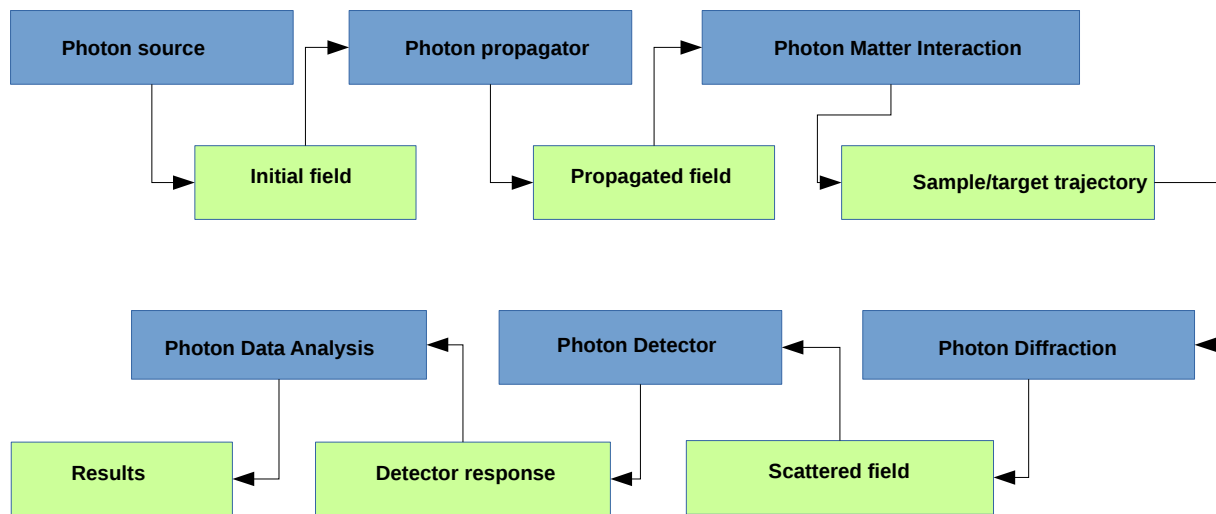 Photon source
Photon propagator
Photon Matter Interaction
Initial field
Propagated field
Sample/target trajectory
Photon Data Analysis
Photon Detector
Photon Diffraction
Results
Detector response
Scattered field